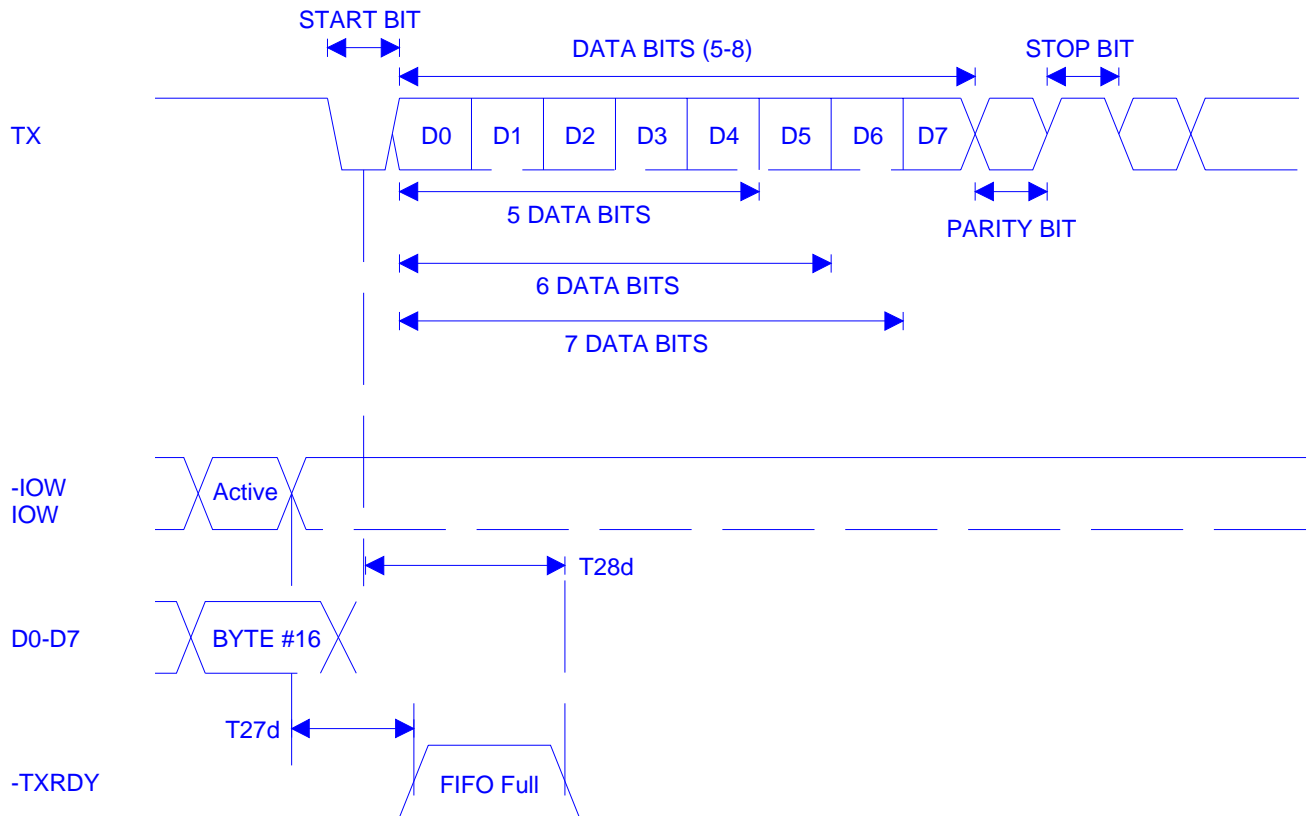 START BIT
DATA BITS (5-8)
STOP BIT
TX
D0 D1 D2 D3 D4 D5 D6 D7
5 DATA BITS
PARITY BIT
6 DATA BITS
7 DATA BITS
-IOW
IOW
Active
T28d
D0-D7
BYTE #16
T27d
-TXRDY
FIFO Full